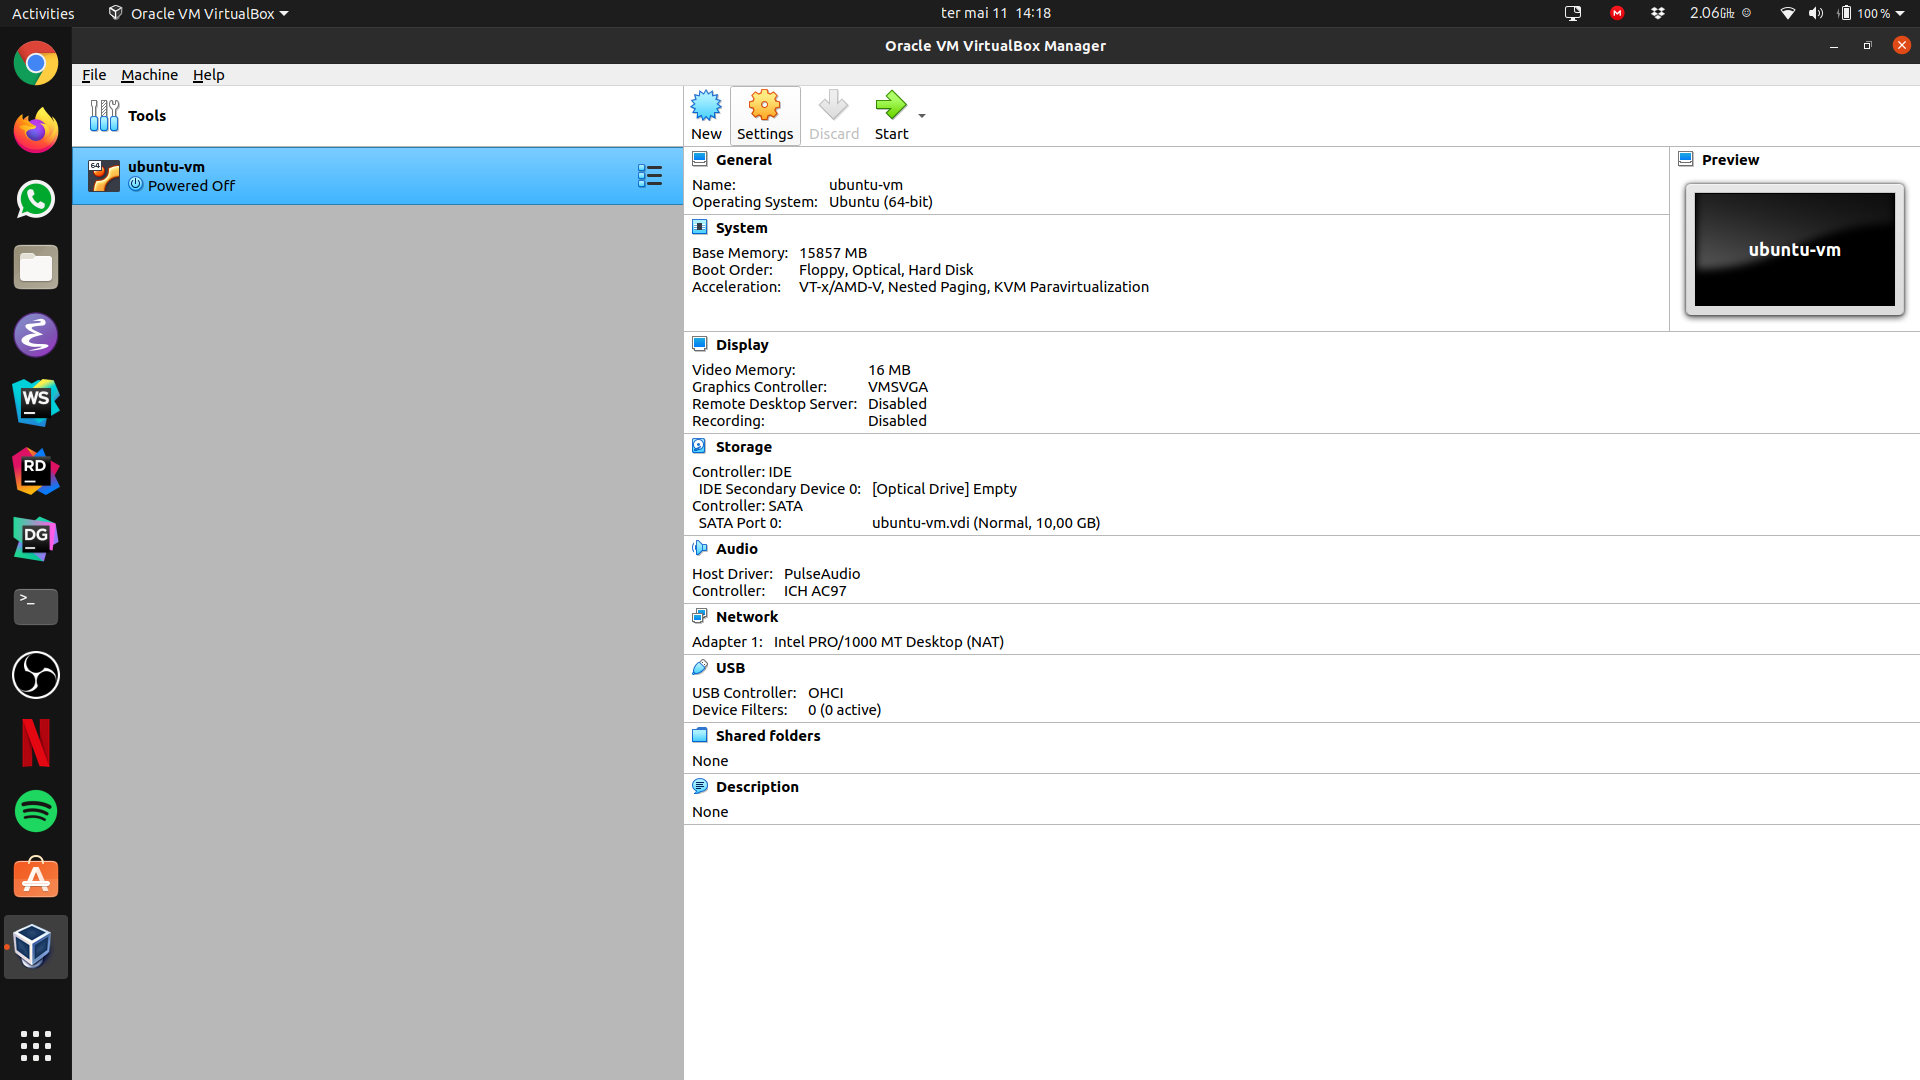 Activities
Oracle VM VirtualBox
ter mai 11 14:18
M
2.06GHz
100 %
Oracle VM VirtualBox Manager
File Machine Help
Tools
New
Settings
Discard
Start
64
ubuntu-vm
Powered Off
General
Name: ubuntu-vm
Operating System: Ubuntu (64-bit)
Preview
ubuntu-vm
System
Base Memory: 15857 MB
Boot Order: Floppy, Optical, Hard Disk
Acceleration: VT-x/AMD-V, Nested Paging, KVM Paravirtualization
Display
Video Memory: 16 MB
Graphics Controller: VMSVGA
Remote Desktop Server: Disabled
Recording: Disabled
Storage
Controller: IDE
IDE Secondary Device 0: [Optical Drive] Empty
Controller: SATA
SATA Port 0: ubuntu-vm.vdi (Normal, 10,00 GB)
Audio
Host Driver: PulseAudio
Controller: ICH AC97
Network
Adapter 1: Intel PRO/1000 MT Desktop (NAT)
USB
USB Controller: OHCI
Device Filters: 0 (0 active)
Shared folders
None
Description
None
WS
RD
DG
>_